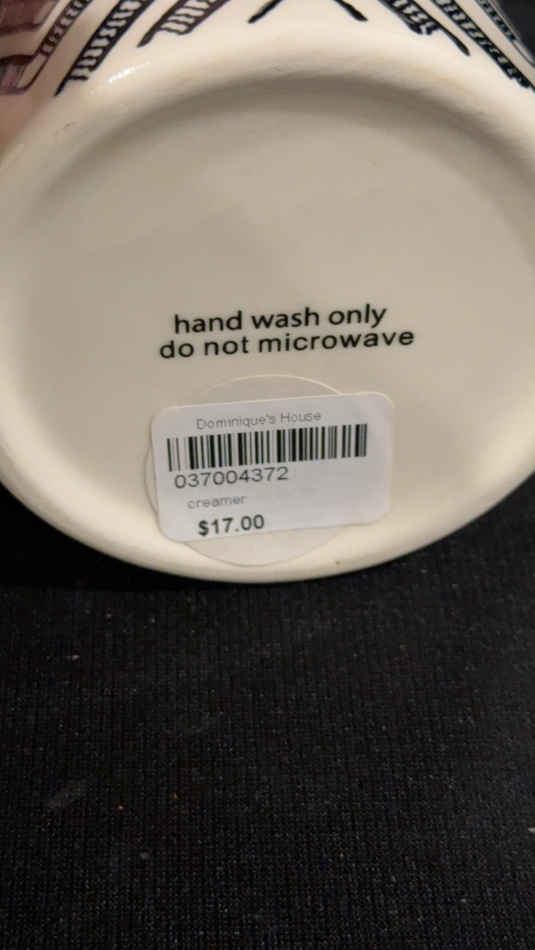 hand wash only
do not microwave
Dominique's House
037004372
creamer
$17.00